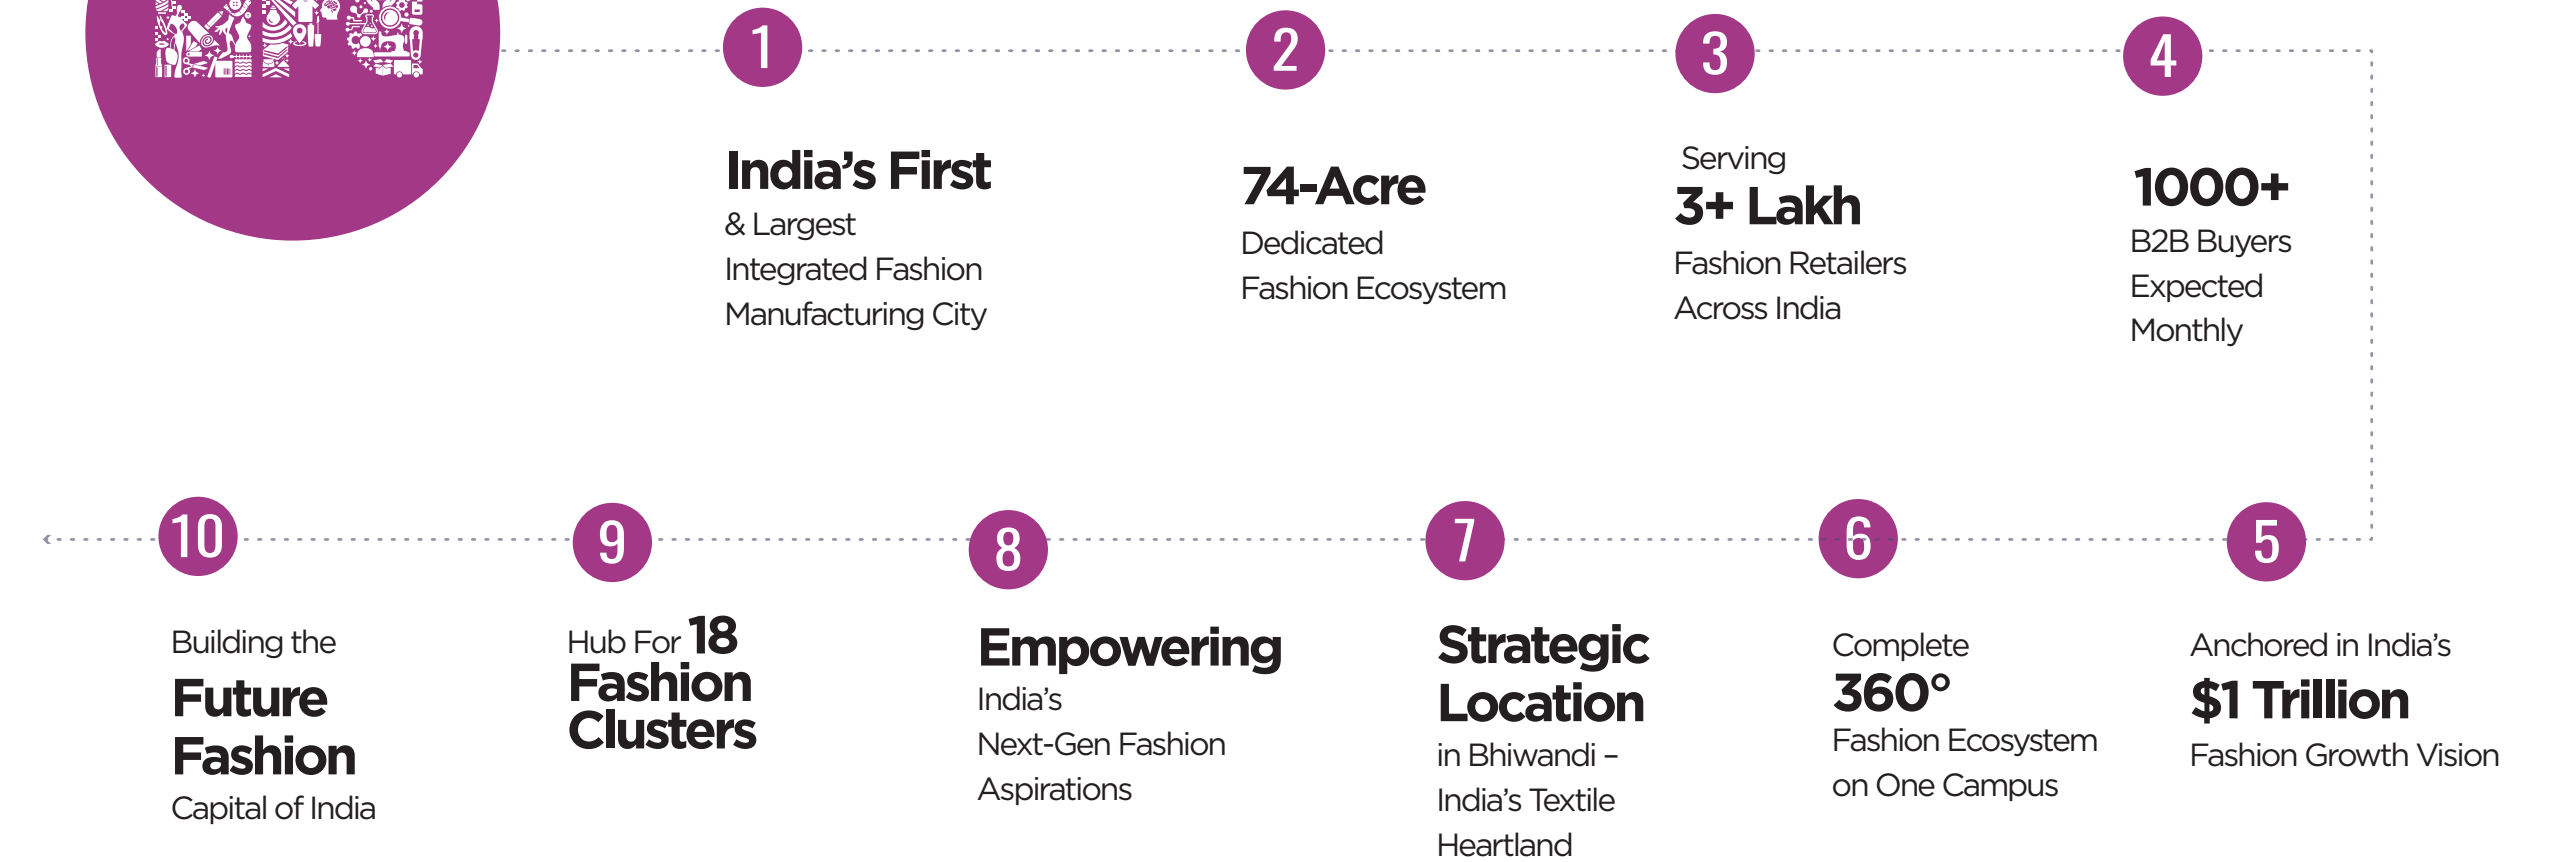 1
India's First
& Largest
Integrated Fashion
Manufacturing City
2
74-Acre
Dedicated
Fashion Ecosystem
3
Serving
3+ Lakh
Fashion Retailers
Across India
4
1000+
B2B Buyers
Expected
Monthly
5
Anchored in India's
$1 Trillion
Fashion Growth Vision
6
Complete
360°
Fashion Ecosystem
on One Campus
7
Strategic
Location
in Bhiwandi –
India's Textile
Heartland
8
Empowering
India's
Next-Gen Fashion
Aspirations
9
Hub For 18
Fashion
Clusters
10
Building the
Future
Fashion
Capital of India